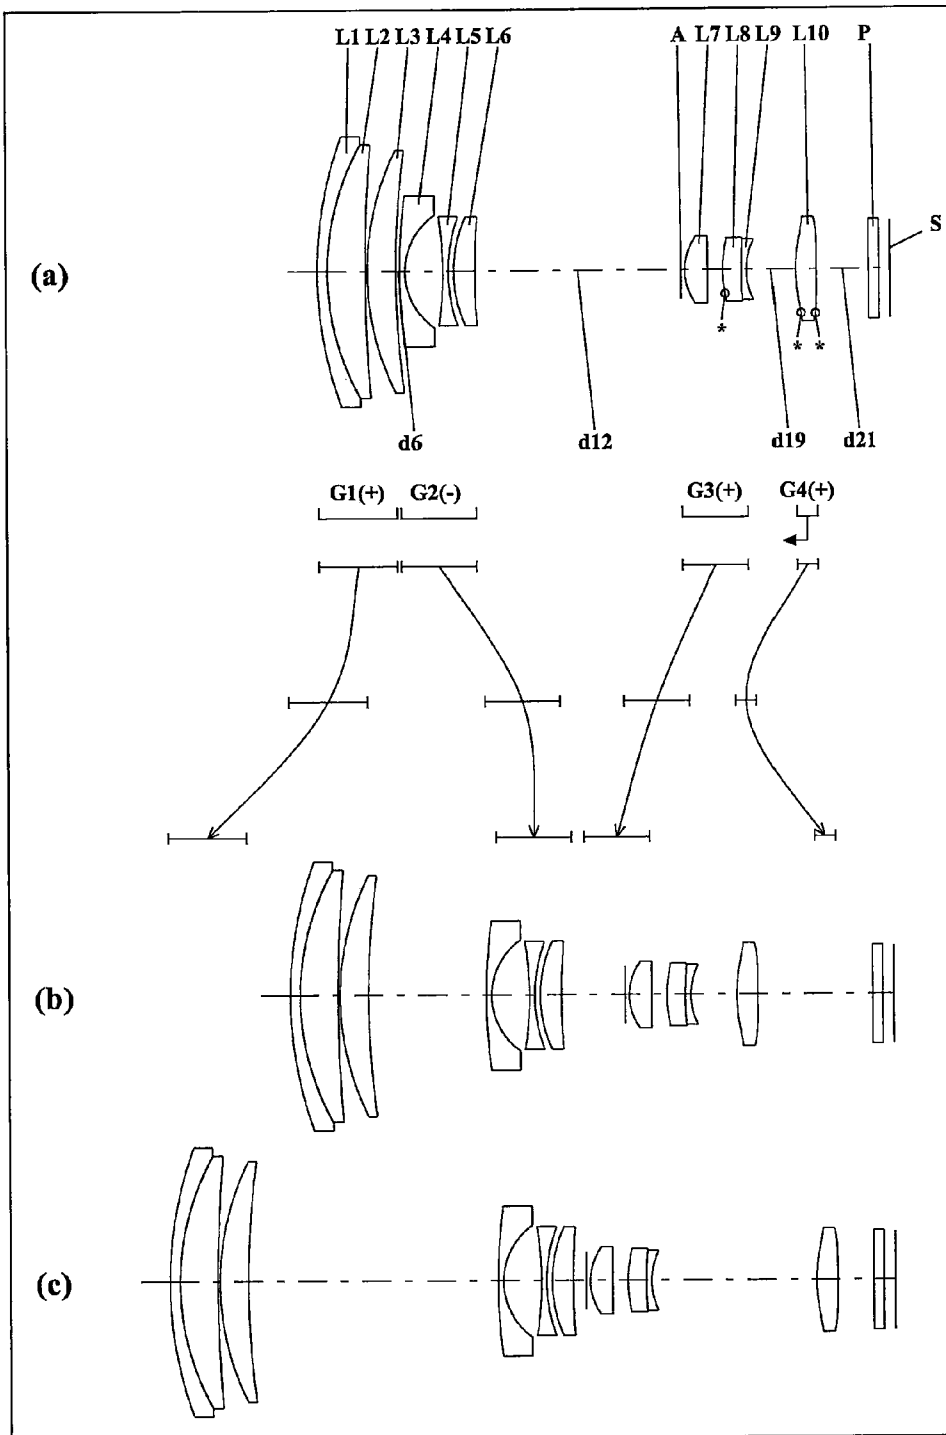 L1 L2 L3 L4 L5 L6 A L7 L8 L9 L10 P
S
(a)
* * *
d6 d12 d19 d21
G1(+) G2(-) G3(+) G4(+)
(b)
(c)